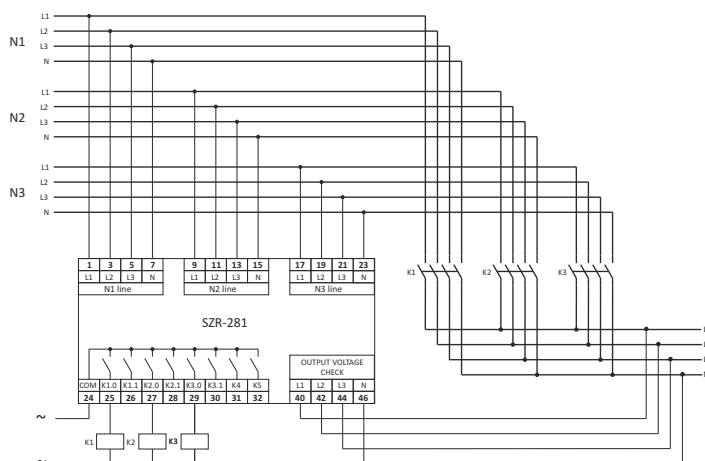 L1
L2
N1
L3
N
L1
L2
N2
L3
N
L1
L2
N3
L3
N
1 3 5 7 9 11 13 15 17 19 21 23
L1 L2 L3 N L1 L2 L3 N L1 L2 L3 N
N1 line N2 line N3 line
K1 K2 K3
SZR-281
OUTPUT VOLTAGE
CHECK
COM K1.0 K1.1 K2.0 K2.1 K3.0 K3.1 K4 K5 L1 L2 L3 N
24 25 26 27 28 29 30 31 32 40 42 44 46
~
K1 K2 K3